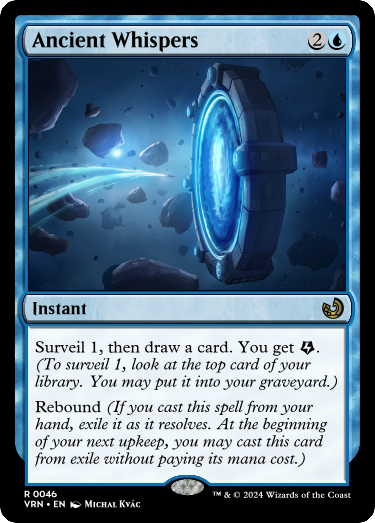 Ancient Whispers 2
Instant
Surveil 1, then draw a card. You get .
(To surveil 1, look at the top card of your
library. You may put it into your graveyard.)
Rebound (If you cast this spell from your
hand, exile it as it resolves. At the beginning
of your next upkeep, you may cast this card
from exile without paying its mana cost.)
R 0046
VRN • EN Michal Kvác
™ & © 2024 Wizards of the Coast